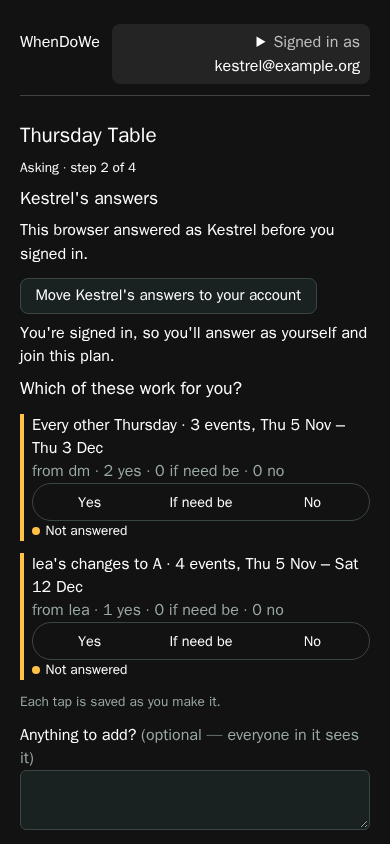 WhenDoWe
▶ Signed in as
kestrel@example.org
Thursday Table
Asking · step 2 of 4
Kestrel's answers
This browser answered as Kestrel before you
signed in.
Move Kestrel's answers to your account
You're signed in, so you'll answer as yourself and
join this plan.
Which of these work for you?
Every other Thursday · 3 events, Thu 5 Nov –
Thu 3 Dec
from dm · 2 yes · 0 if need be · 0 no
Yes If need be No
Not answered
lea's changes to A · 4 events, Thu 5 Nov – Sat
12 Dec
from lea · 1 yes · 0 if need be · 0 no
Yes If need be No
Not answered
Each tap is saved as you make it.
Anything to add? (optional — everyone in it sees
it)